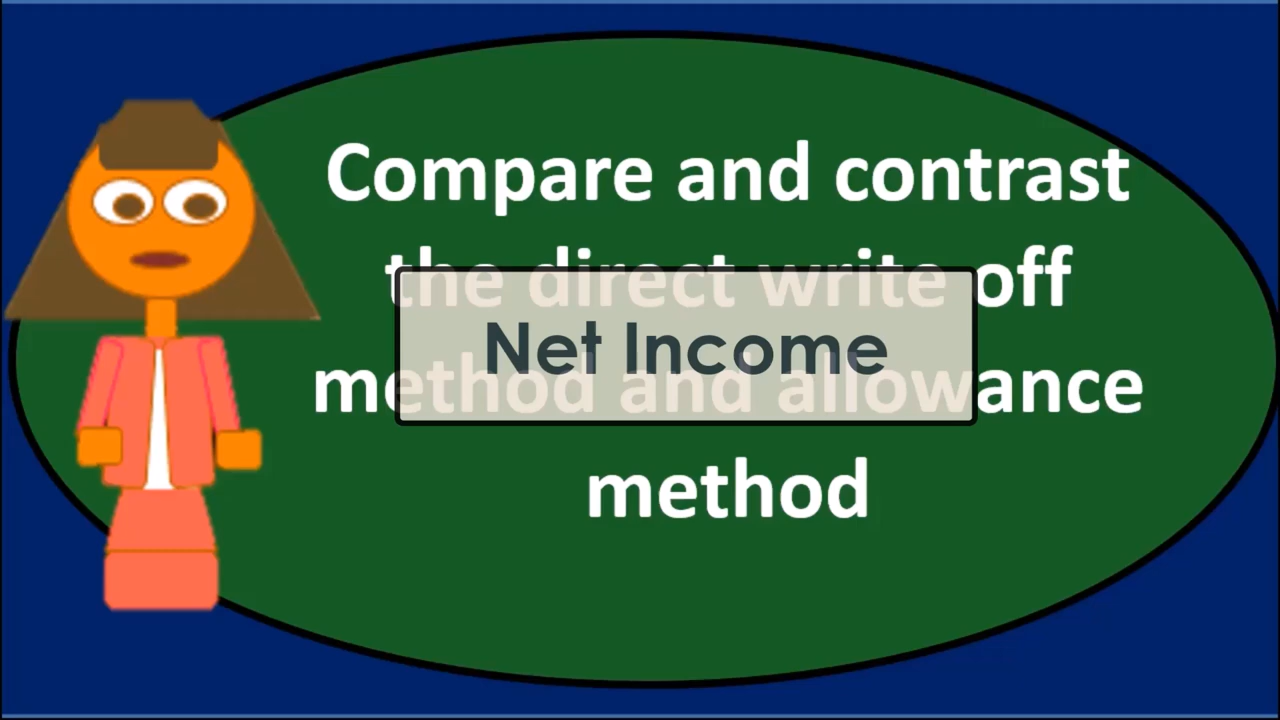 Compare and contrast
the direct write off
Net Income
method and allowance
method